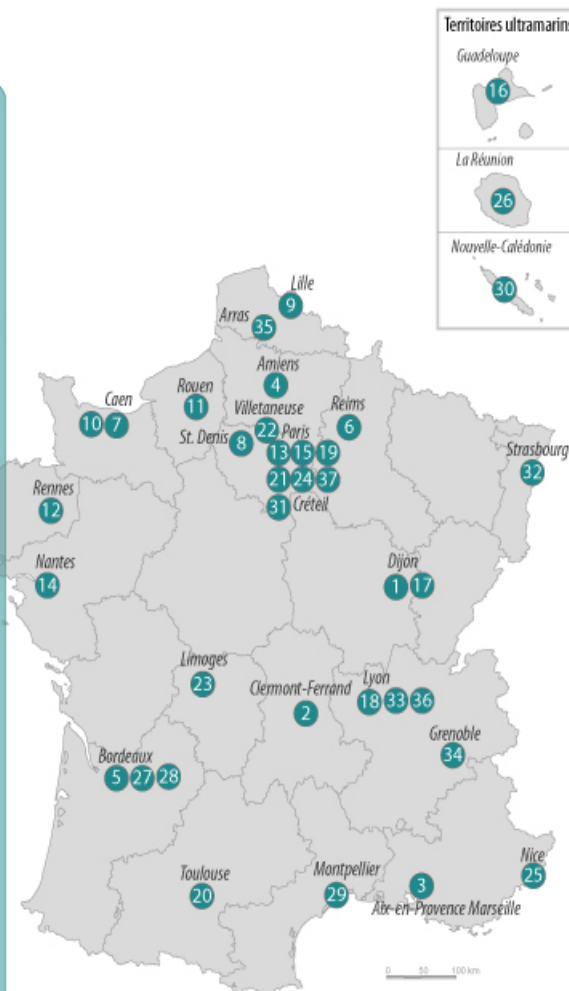 Territoires ultramarins
Guadeloupe
16
La Réunion
26
Nouvelle-Calédonie
30
Lille
9
Arras
35
Amiens
4
Rouen
11
Caen
10 7
Villetaneuse
22
Reims
6
St. Denis
8
Paris
13 15 19
21 24 37
31
Créteil
Strasbourg
32
Rennes
12
Nantes
14
Dijon
1 17
Limoges
23
Clermont-Ferrand
2
Lyon
18 33 36
Grenoble
34
Bordeaux
5 27 28
Toulouse
20
Montpellier
29
Nice
25
3
Aix-en-Provence Marseille
0 50 100 km